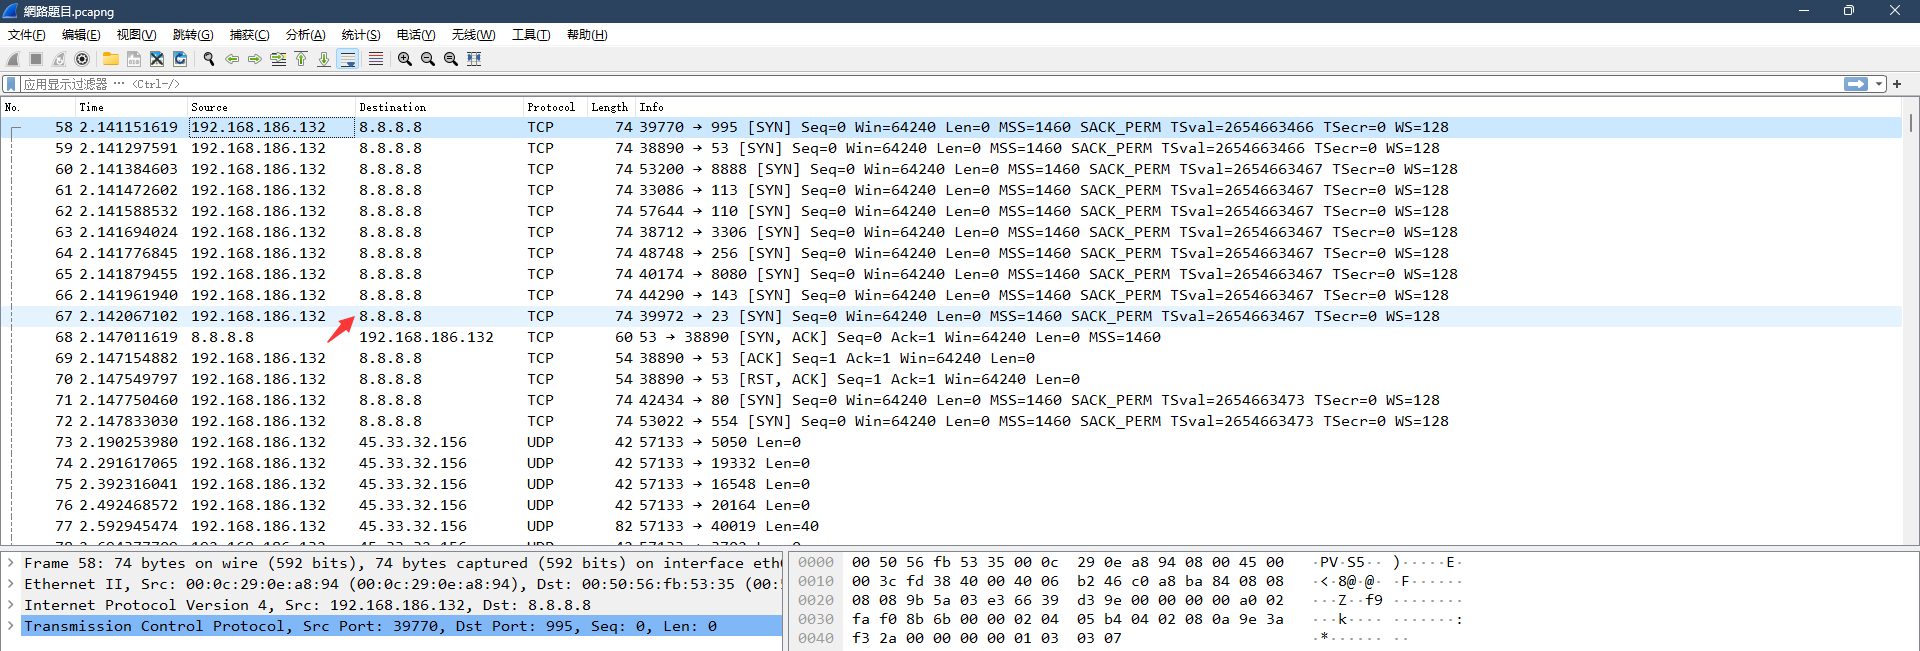 網路題目.pcapng
文件(F) 编辑(E) 视图(V) 跳转(G) 捕获(C) 分析(A) 统计(S) 电话(Y) 无线(W) 工具(T) 帮助(H)
应用显示过滤器 … <Ctrl-/>
No. Time Source Destination Protocol Length Info
58 2.141151619 192.168.186.132 8.8.8.8 TCP 74 39770 → 995 [SYN] Seq=0 Win=64240 Len=0 MSS=1460 SACK_PERM TSval=2654663466 TSecr=0 WS=128
59 2.141297591 192.168.186.132 8.8.8.8 TCP 74 38890 → 53 [SYN] Seq=0 Win=64240 Len=0 MSS=1460 SACK_PERM TSval=2654663466 TSecr=0 WS=128
60 2.141384603 192.168.186.132 8.8.8.8 TCP 74 53200 → 8888 [SYN] Seq=0 Win=64240 Len=0 MSS=1460 SACK_PERM TSval=2654663467 TSecr=0 WS=128
61 2.141472602 192.168.186.132 8.8.8.8 TCP 74 33086 → 113 [SYN] Seq=0 Win=64240 Len=0 MSS=1460 SACK_PERM TSval=2654663467 TSecr=0 WS=128
62 2.141588532 192.168.186.132 8.8.8.8 TCP 74 57644 → 110 [SYN] Seq=0 Win=64240 Len=0 MSS=1460 SACK_PERM TSval=2654663467 TSecr=0 WS=128
63 2.141694024 192.168.186.132 8.8.8.8 TCP 74 38712 → 3306 [SYN] Seq=0 Win=64240 Len=0 MSS=1460 SACK_PERM TSval=2654663467 TSecr=0 WS=128
64 2.141776845 192.168.186.132 8.8.8.8 TCP 74 48748 → 256 [SYN] Seq=0 Win=64240 Len=0 MSS=1460 SACK_PERM TSval=2654663467 TSecr=0 WS=128
65 2.141879455 192.168.186.132 8.8.8.8 TCP 74 40174 → 8080 [SYN] Seq=0 Win=64240 Len=0 MSS=1460 SACK_PERM TSval=2654663467 TSecr=0 WS=128
66 2.141961940 192.168.186.132 8.8.8.8 TCP 74 44290 → 143 [SYN] Seq=0 Win=64240 Len=0 MSS=1460 SACK_PERM TSval=2654663467 TSecr=0 WS=128
67 2.142067102 192.168.186.132 8.8.8.8 TCP 74 39972 → 23 [SYN] Seq=0 Win=64240 Len=0 MSS=1460 SACK_PERM TSval=2654663467 TSecr=0 WS=128
68 2.147011619 8.8.8.8 192.168.186.132 TCP 60 53 → 38890 [SYN, ACK] Seq=0 Ack=1 Win=64240 Len=0 MSS=1460
69 2.147154882 192.168.186.132 8.8.8.8 TCP 54 38890 → 53 [ACK] Seq=1 Ack=1 Win=64240 Len=0
70 2.147549797 192.168.186.132 8.8.8.8 TCP 54 38890 → 53 [RST, ACK] Seq=1 Ack=1 Win=64240 Len=0
71 2.147750460 192.168.186.132 8.8.8.8 TCP 74 42434 → 80 [SYN] Seq=0 Win=64240 Len=0 MSS=1460 SACK_PERM TSval=2654663473 TSecr=0 WS=128
72 2.147833030 192.168.186.132 8.8.8.8 TCP 74 53022 → 554 [SYN] Seq=0 Win=64240 Len=0 MSS=1460 SACK_PERM TSval=2654663473 TSecr=0 WS=128
73 2.190253980 192.168.186.132 45.33.32.156 UDP 42 57133 → 5050 Len=0
74 2.291617065 192.168.186.132 45.33.32.156 UDP 42 57133 → 19332 Len=0
75 2.392316041 192.168.186.132 45.33.32.156 UDP 42 57133 → 16548 Len=0
76 2.492468572 192.168.186.132 45.33.32.156 UDP 42 57133 → 20164 Len=0
77 2.592945474 192.168.186.132 45.33.32.156 UDP 82 57133 → 40019 Len=40
Frame 58: 74 bytes on wire (592 bits), 74 bytes captured (592 bits) on interface eth
Ethernet II, Src: 00:0c:29:0e:a8:94 (00:0c:29:0e:a8:94), Dst: 00:50:56:fb:53:35 (00:
Internet Protocol Version 4, Src: 192.168.186.132, Dst: 8.8.8.8
Transmission Control Protocol, Src Port: 39770, Dst Port: 995, Seq: 0, Len: 0
0000 00 50 56 fb 53 35 00 0c 29 0e a8 94 08 00 45 00 ·PV·S5·· )·····E·
0010 00 3c fd 38 40 00 40 06 b2 46 c0 a8 ba 84 08 08 ·<·8@·@· ·F······
0020 08 08 9b 5a 03 e3 66 39 d3 9e 00 00 00 00 a0 02 ···Z··f9 ········
0030 fa f0 8b 6b 00 00 02 04 05 b4 04 02 08 0a 9e 3a ···k···· ·······:
0040 f3 2a 00 00 00 00 01 03 03 07 ·*······ ··